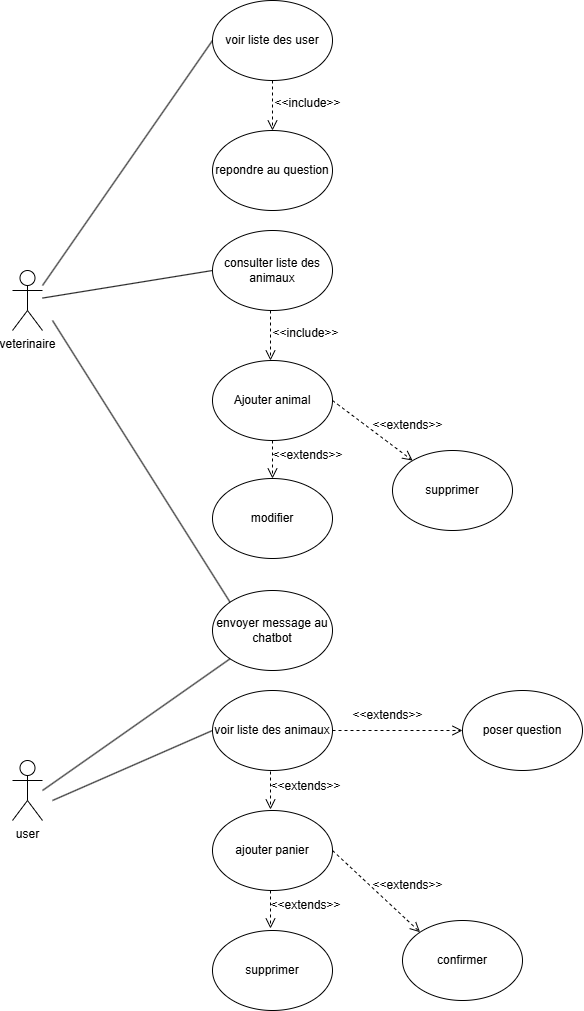 voir liste des user
<<include>>
repondre au question
consulter liste des
animaux
veterinaire
<<include>>
Ajouter animal
<<extends>>
<<extends>>
supprimer
modifier
envoyer message au
chatbot
<<extends>>
voir liste des animaux
poser question
<<extends>>
user
ajouter panier
<<extends>>
<<extends>>
confirmer
supprimer